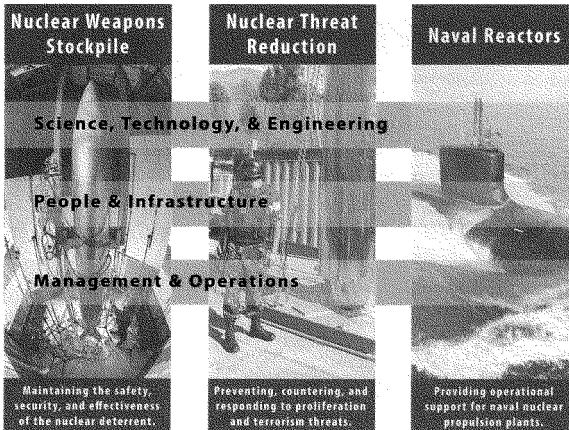 Nuclear Weapons
Stockpile
Nuclear Threat
Reduction
Naval Reactors
Science, Technology, & Engineering
People & Infrastructure
Management & Operations
Maintaining the safety,
security, and effectiveness
of the nuclear deterrent.
Preventing, countering, and
responding to proliferation
and terrorism threats.
Providing operational
support for naval nuclear
propulsion plants.